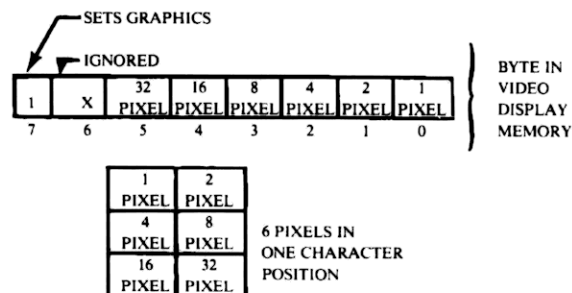 SETS GRAPHICS
IGNORED
1 X 32 PIXEL 16 PIXEL 8 PIXEL 4 PIXEL 2 PIXEL 1 PIXEL
7 6 5 4 3 2 1 0
BYTE IN
VIDEO
DISPLAY
MEMORY
1 PIXEL 2 PIXEL
4 PIXEL 8 PIXEL
16 PIXEL 32 PIXEL
6 PIXELS IN
ONE CHARACTER
POSITION